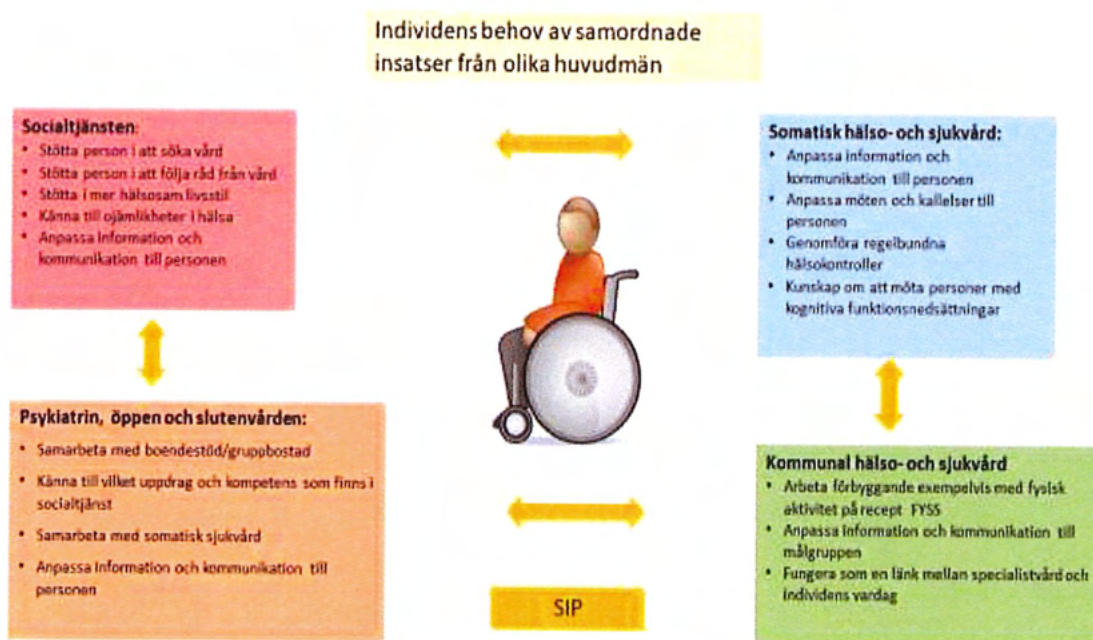 Individens behov av samordnade
insatser från olika huvudmän
Socialtjänsten:
• Stötta person i att söka vård
• Stötta person i att följa råd från vård
• Stötta i mer hälsosam livsstil
• Känna till ojämlikheter i hälsa
• Anpassa information och
kommunikation till personen
Somatisk hälso- och sjukvård:
• Anpassa information och
kommunikation till personen
• Anpassa möten och kallelser till
personen
• Genomföra regelbundna
hälsokontroller
• Kunskap om att möta personer med
kognitiva funktionsnedsättningar
Psykiatrin, öppen och slutenvården:
• Samarbeta med boendestöd/gruppbostad
• Känna till vilket uppdrag och kompetens som finns i
socialtjänst
• Samarbeta med somatisk sjukvård
• Anpassa information och kommunikation till
personen
Kommunal hälso- och sjukvård
• Arbeta förbyggande exempelvis med fysisk
aktivitet på recept FYSS
• Anpassa information och kommunikation till
målgruppen
• Fungera som en länk mellan specialistvård och
individens vardag
SIP